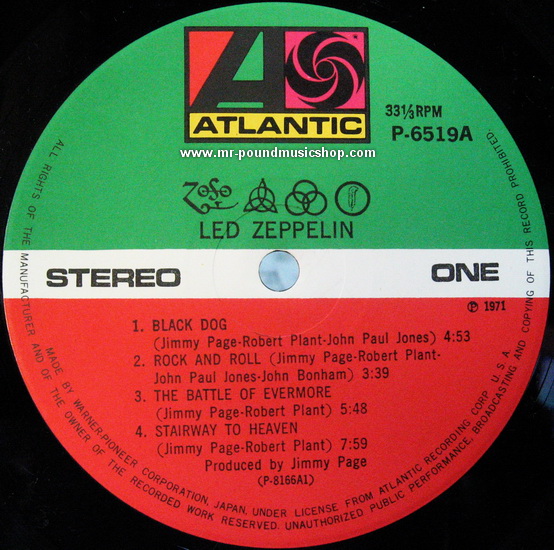 ATLANTIC
www.mr-poundmusicshop.com
33⅓RPM
P-6519A
ZoSo
LED ZEPPELIN
STEREO
ONE
℗ 1971
1. BLACK DOG
(Jimmy Page-Robert Plant-John Paul Jones) 4:53
2. ROCK AND ROLL (Jimmy Page-Robert Plant-
John Paul Jones-John Bonham) 3:39
3. THE BATTLE OF EVERMORE
(Jimmy Page-Robert Plant) 5:48
4. STAIRWAY TO HEAVEN
(Jimmy Page-Robert Plant) 7:59
Produced by Jimmy Page
(P-8166A1)
MADE BY WARNER-PIONEER CORPORATION, JAPAN, UNDER LICENSE FROM ATLANTIC RECORDING CORP. U.S.A.
ALL RIGHTS OF THE MANUFACTURER AND OF THE OWNER OF THE RECORDED WORK RESERVED. UNAUTHORIZED PUBLIC PERFORMANCE, BROADCASTING AND COPYING OF THIS RECORD PROHIBITED.